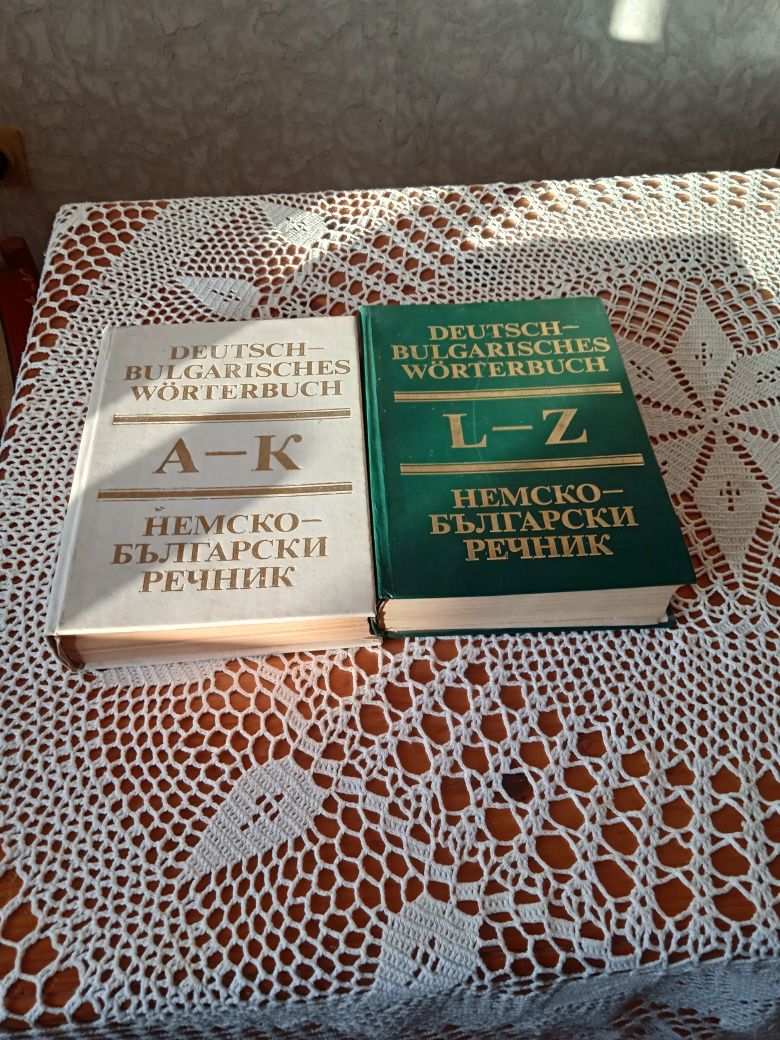 DEUTSCH–
BULGARISCHES
WÖRTERBUCH
A–K
НЕМСКО–
БЪЛГАРСКИ
РЕЧНИК
DEUTSCH–
BULGARISCHES
WÖRTERBUCH
L–Z
НЕМСКО–
БЪЛГАРСКИ
РЕЧНИК